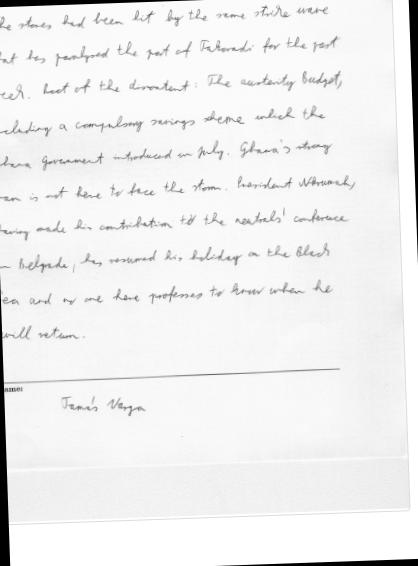 he stores had been hit by the same strike wave
hat has paralysed the port of Takoradi for the past
eek. Root of the discontent: The austerity Budget,
cluding a compulsory savings scheme which the
hana Government introduced in July. Ghana's strong
an is not here to face the storm. President Nkrumah,
having made his contribution to the neutrals' conference
n Belgrade, has resumed his holiday on the Black
ea and no one here professes to know when he
will return.
ame:
Tamás Varga